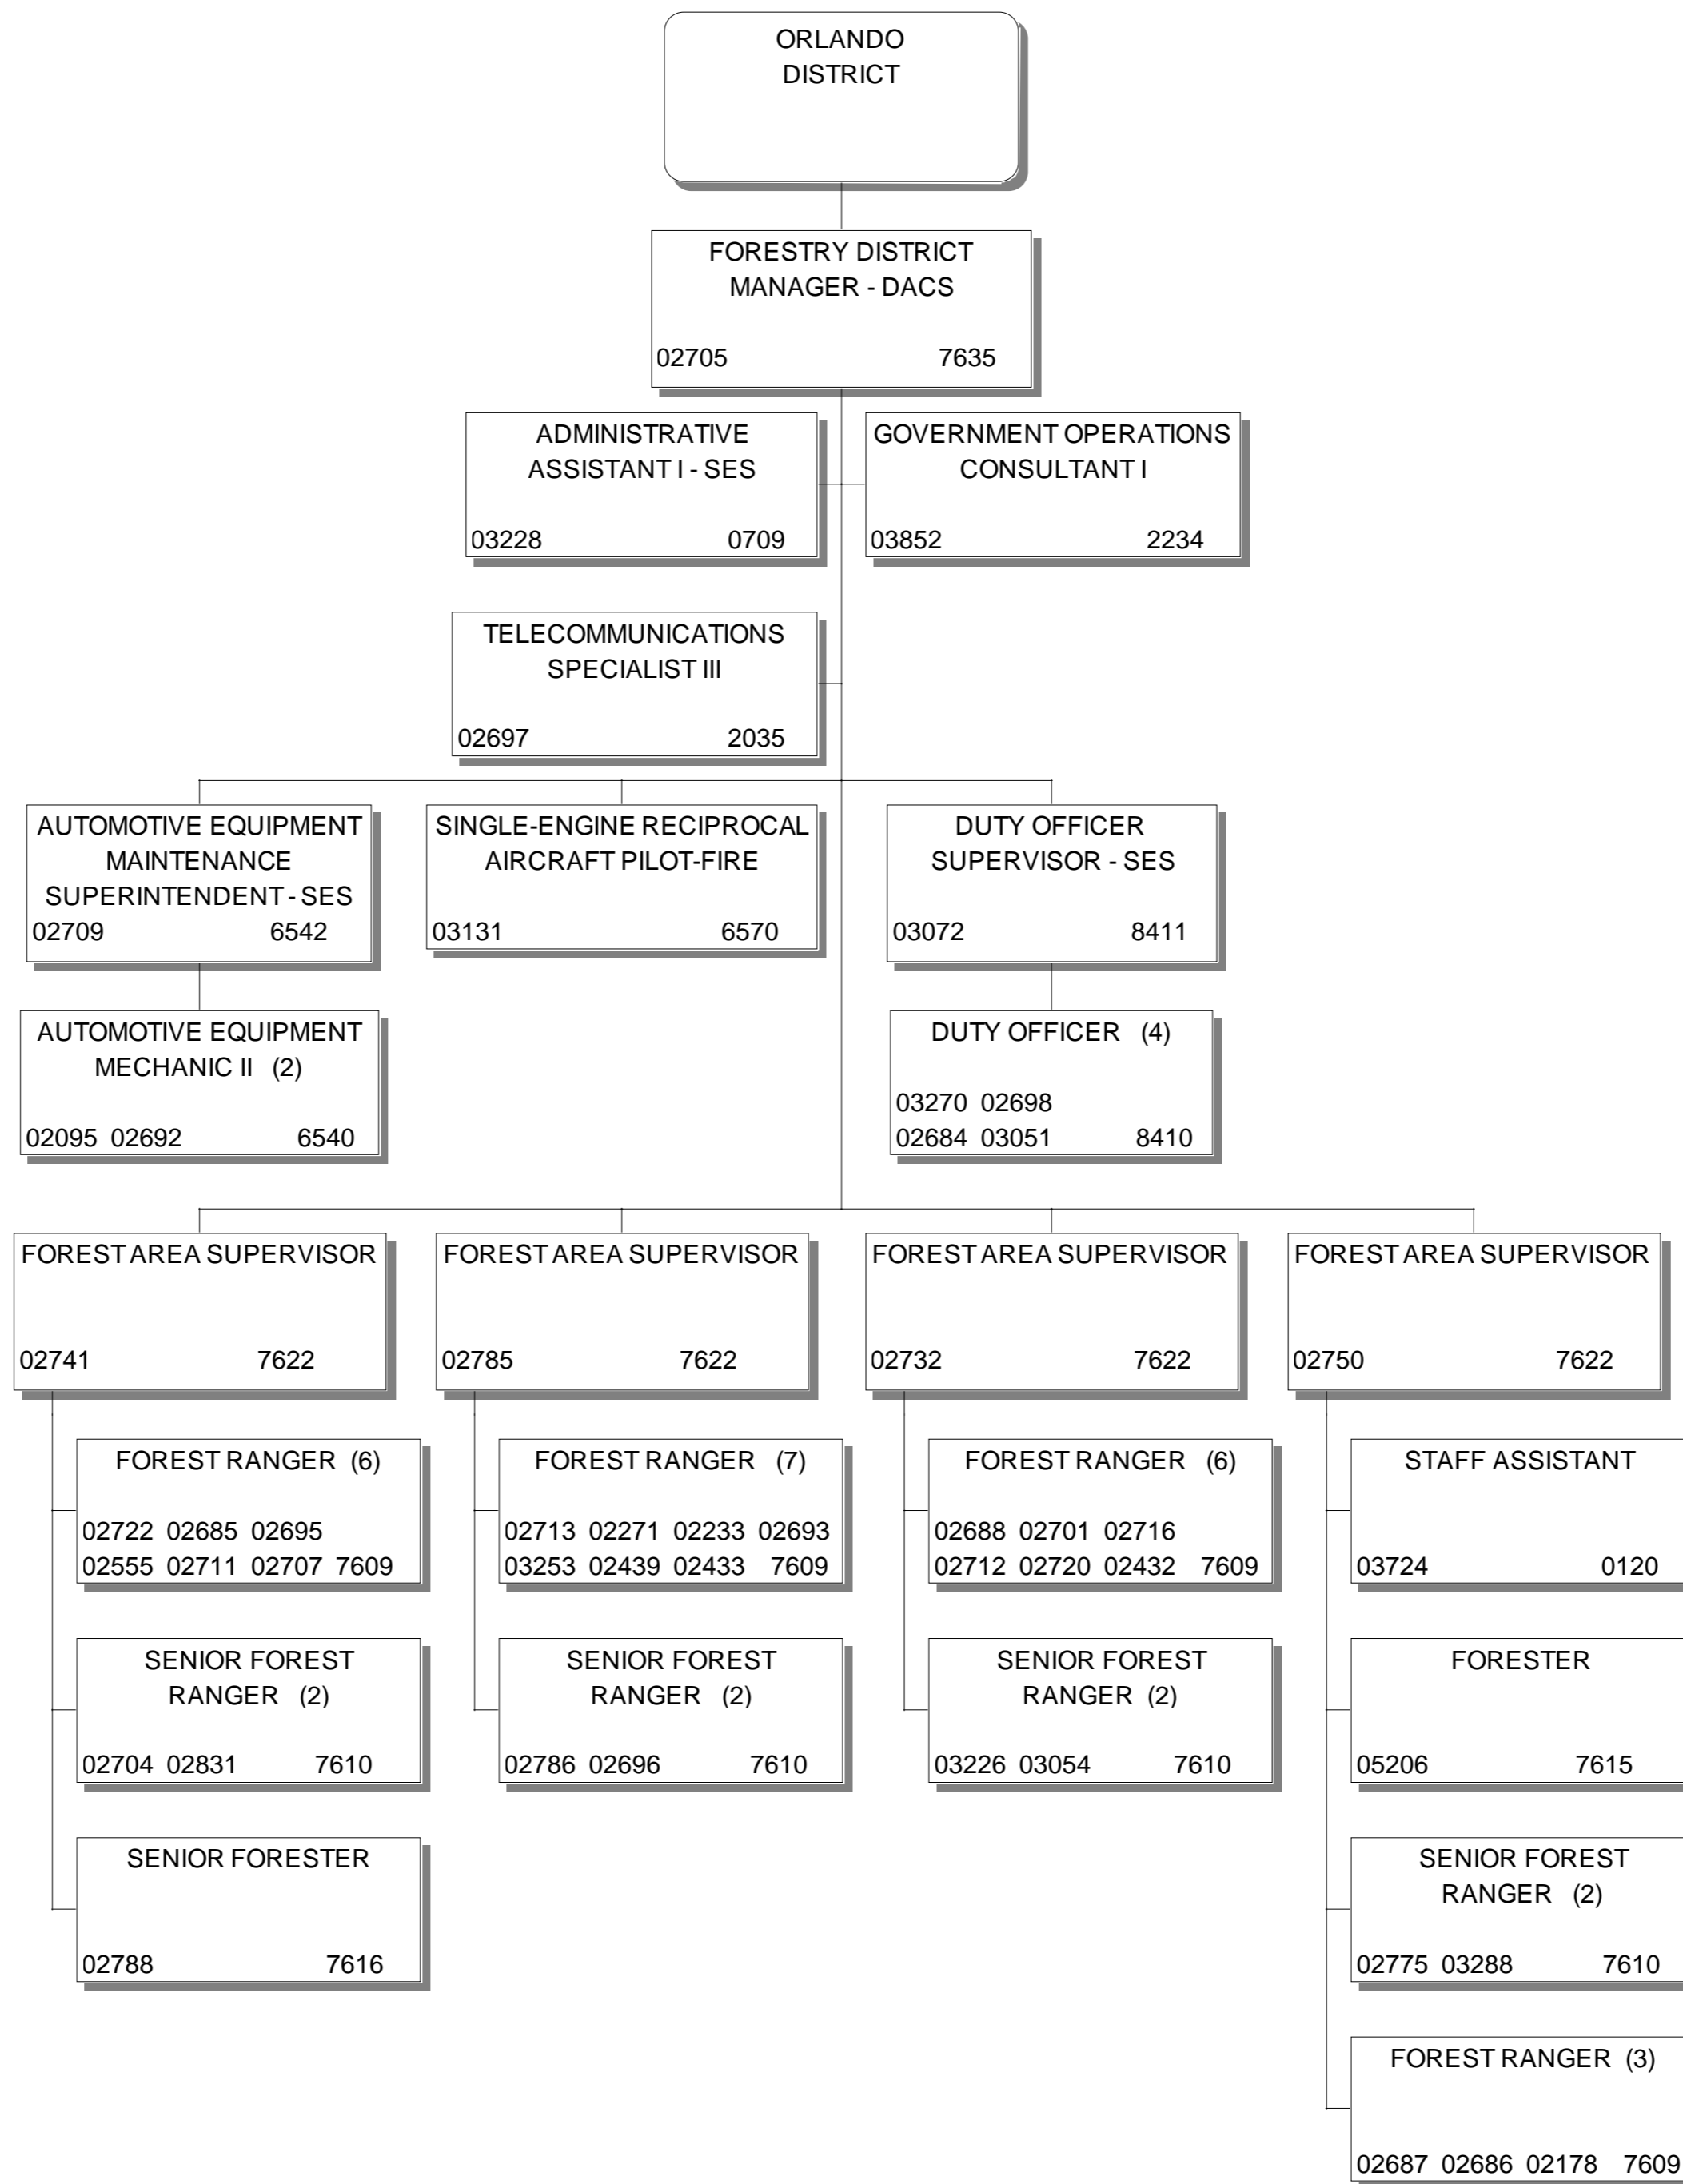 ORLANDO
DISTRICT
FORESTRY DISTRICT
MANAGER - DACS
02705 7635
ADMINISTRATIVE
ASSISTANT I - SES
03228 0709
GOVERNMENT OPERATIONS
CONSULTANT I
03852 2234
TELECOMMUNICATIONS
SPECIALIST III
02697 2035
AUTOMOTIVE EQUIPMENT
MAINTENANCE
SUPERINTENDENT - SES
02709 6542
SINGLE-ENGINE RECIPROCAL
AIRCRAFT PILOT-FIRE
03131 6570
DUTY OFFICER
SUPERVISOR - SES
03072 8411
AUTOMOTIVE EQUIPMENT
MECHANIC II (2)
02095 02692 6540
DUTY OFFICER (4)
03270 02698
02684 03051 8410
FOREST AREA SUPERVISOR
02741 7622
FOREST AREA SUPERVISOR
02785 7622
FOREST AREA SUPERVISOR
02732 7622
FOREST AREA SUPERVISOR
02750 7622
FOREST RANGER (6)
02722 02685 02695
02555 02711 02707 7609
FOREST RANGER (7)
02713 02271 02233 02693
03253 02439 02433 7609
FOREST RANGER (6)
02688 02701 02716
02712 02720 02432 7609
STAFF ASSISTANT
03724 0120
SENIOR FOREST
RANGER (2)
02704 02831 7610
SENIOR FOREST
RANGER (2)
02786 02696 7610
SENIOR FOREST
RANGER (2)
03226 03054 7610
FORESTER
05206 7615
SENIOR FORESTER
02788 7616
SENIOR FOREST
RANGER (2)
02775 03288 7610
FOREST RANGER (3)
02687 02686 02178 7609